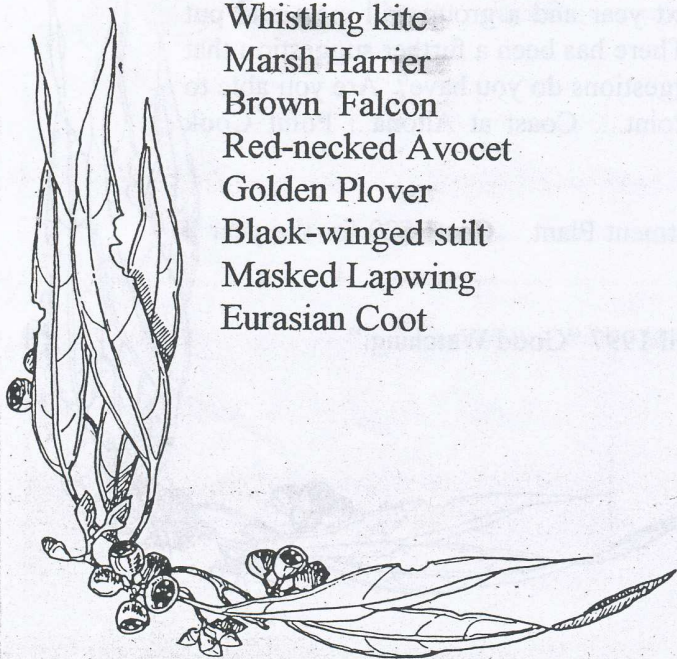 Whistling kite
Marsh Harrier
Brown Falcon
Red-necked Avocet
Golden Plover
Black-winged stilt
Masked Lapwing
Eurasian Coot